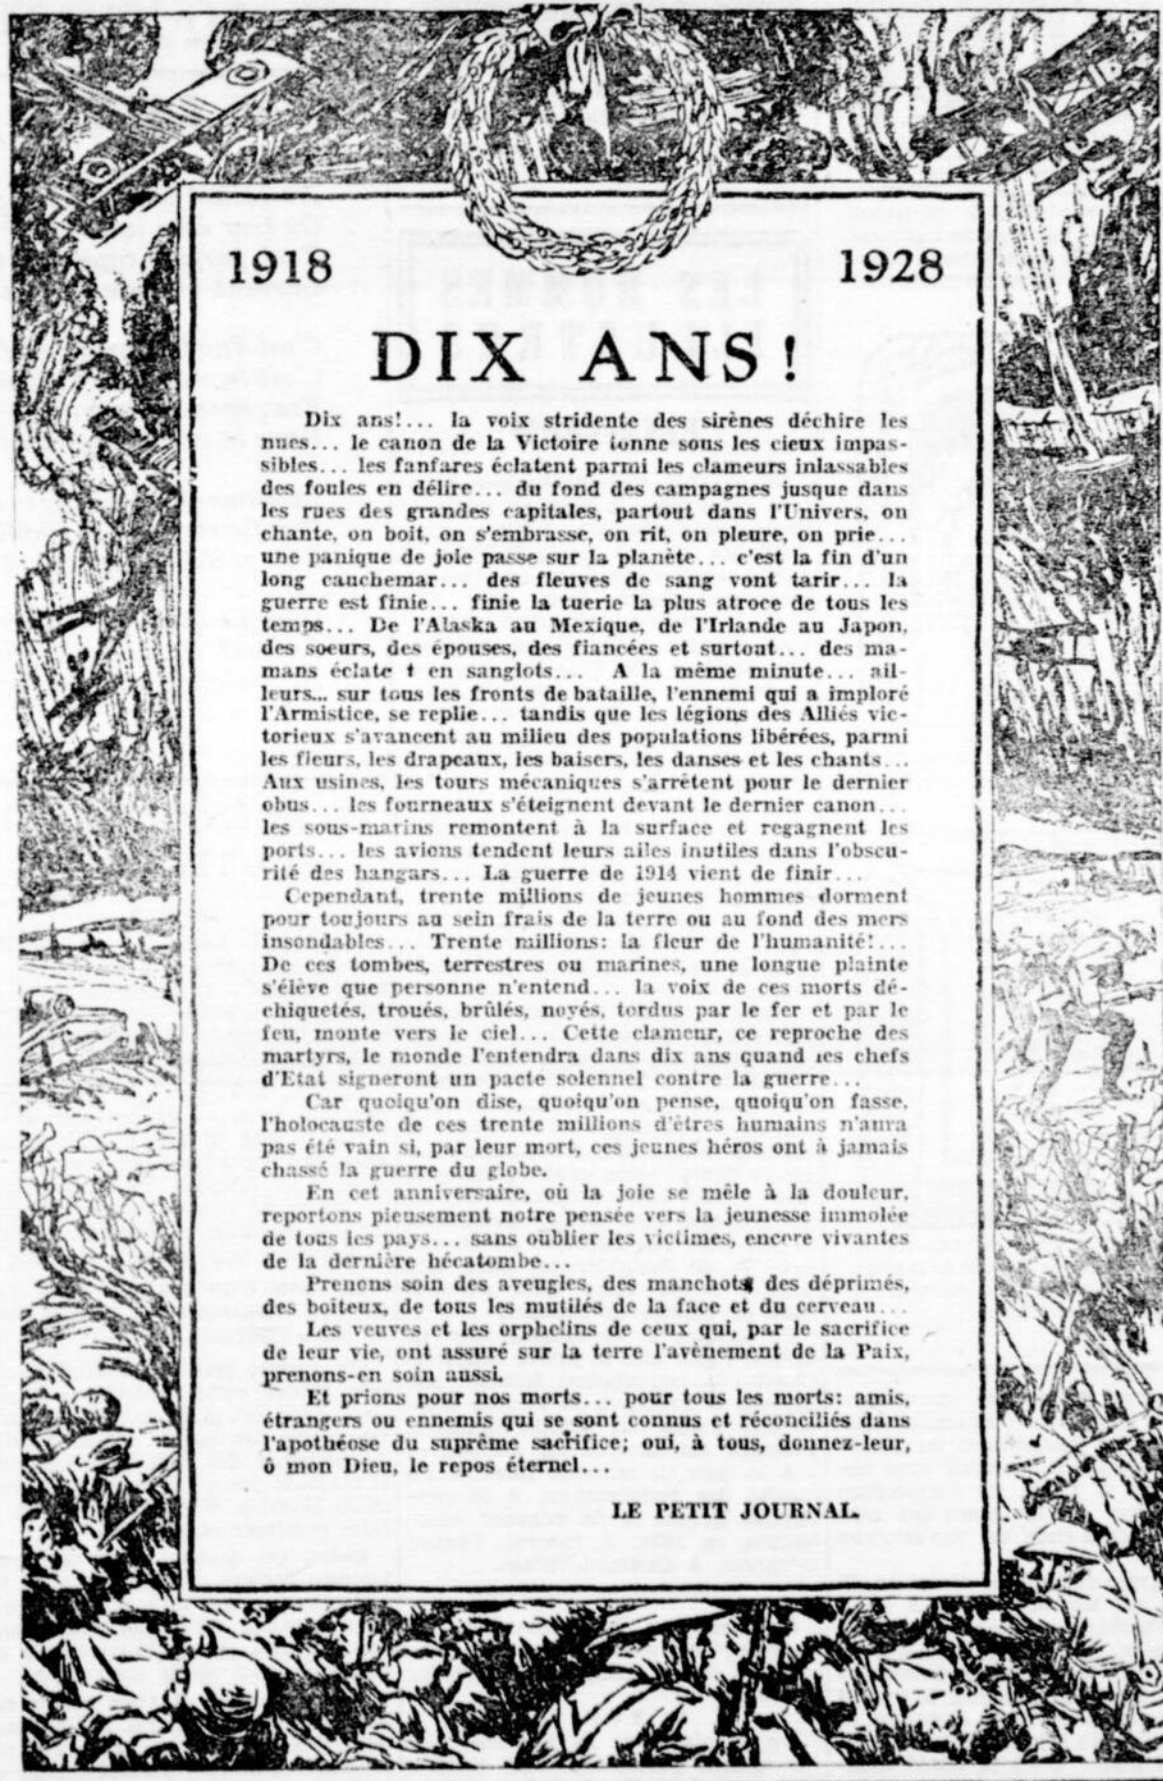 1918 1928
DIX ANS!
Dix ans!... la voix stridente des sirènes déchire les
nues... le canon de la Victoire tonne sous les cieux impas-
sibles... les fanfares éclatent parmi les clameurs inlassables
des foules en délire... du fond des campagnes jusque dans
les rues des grandes capitales, partout dans l'Univers, on
chante, on boit, on s'embrasse, on rit, on pleure, on prie...
une panique de joie passe sur la planète... c'est la fin d'un
long cauchemar... des fleuves de sang vont tarir... la
guerre est finie... finie la tuerie la plus atroce de tous les
temps... De l'Alaska au Mexique, de l'Irlande au Japon,
des soeurs, des épouses, des fiancées et surtout... des ma-
mans éclate t en sanglots... A la même minute... ail-
leurs... sur tous les fronts de bataille, l'ennemi qui a imploré
l'Armistice, se replie... tandis que les légions des Alliés vic-
torieux s'avancent au milieu des populations libérées, parmi
les fleurs, les drapeaux, les baisers, les danses et les chants...
Aux usines, les tours mécaniques s'arrêtent pour le dernier
obus... les fourneaux s'éteignent devant le dernier canon...
les sous-marins remontent à la surface et regagnent les
ports... les avions tendent leurs ailes inutiles dans l'obscu-
rité des hangars... La guerre de 1914 vient de finir...
Cependant, trente millions de jeunes hommes dorment
pour toujours au sein frais de la terre ou au fond des mers
insondables... Trente millions: la fleur de l'humanité!...
De ces tombes, terrestres ou marines, une longue plainte
s'élève que personne n'entend... la voix de ces morts dé-
chiquetés, troués, brûlés, noyés, tordus par le fer et par le
feu, monte vers le ciel... Cette clameur, ce reproche des
martyrs, le monde l'entendra dans dix ans quand les chefs
d'Etat signeront un pacte solennel contre la guerre...
Car quoiqu'on dise, quoiqu'on pense, quoiqu'on fasse,
l'holocauste de ces trente millions d'êtres humains n'aura
pas été vain si, par leur mort, ces jeunes héros ont à jamais
chassé la guerre du globe.
En cet anniversaire, où la joie se mêle à la douleur,
reportons pieusement notre pensée vers la jeunesse immolée
de tous les pays... sans oublier les victimes, encore vivantes
de la dernière hécatombe...
Prenons soin des aveugles, des manchots des déprimés,
des boiteux, de tous les mutilés de la face et du cerveau...
Les veuves et les orphelins de ceux qui, par le sacrifice
de leur vie, ont assuré sur la terre l'avènement de la Paix,
prenons-en soin aussi.
Et prions pour nos morts... pour tous les morts: amis,
étrangers ou ennemis qui se sont connus et réconciliés dans
l'apothéose du suprême sacrifice; oui, à tous, donnez-leur,
ô mon Dieu, le repos éternel...
LE PETIT JOURNAL.